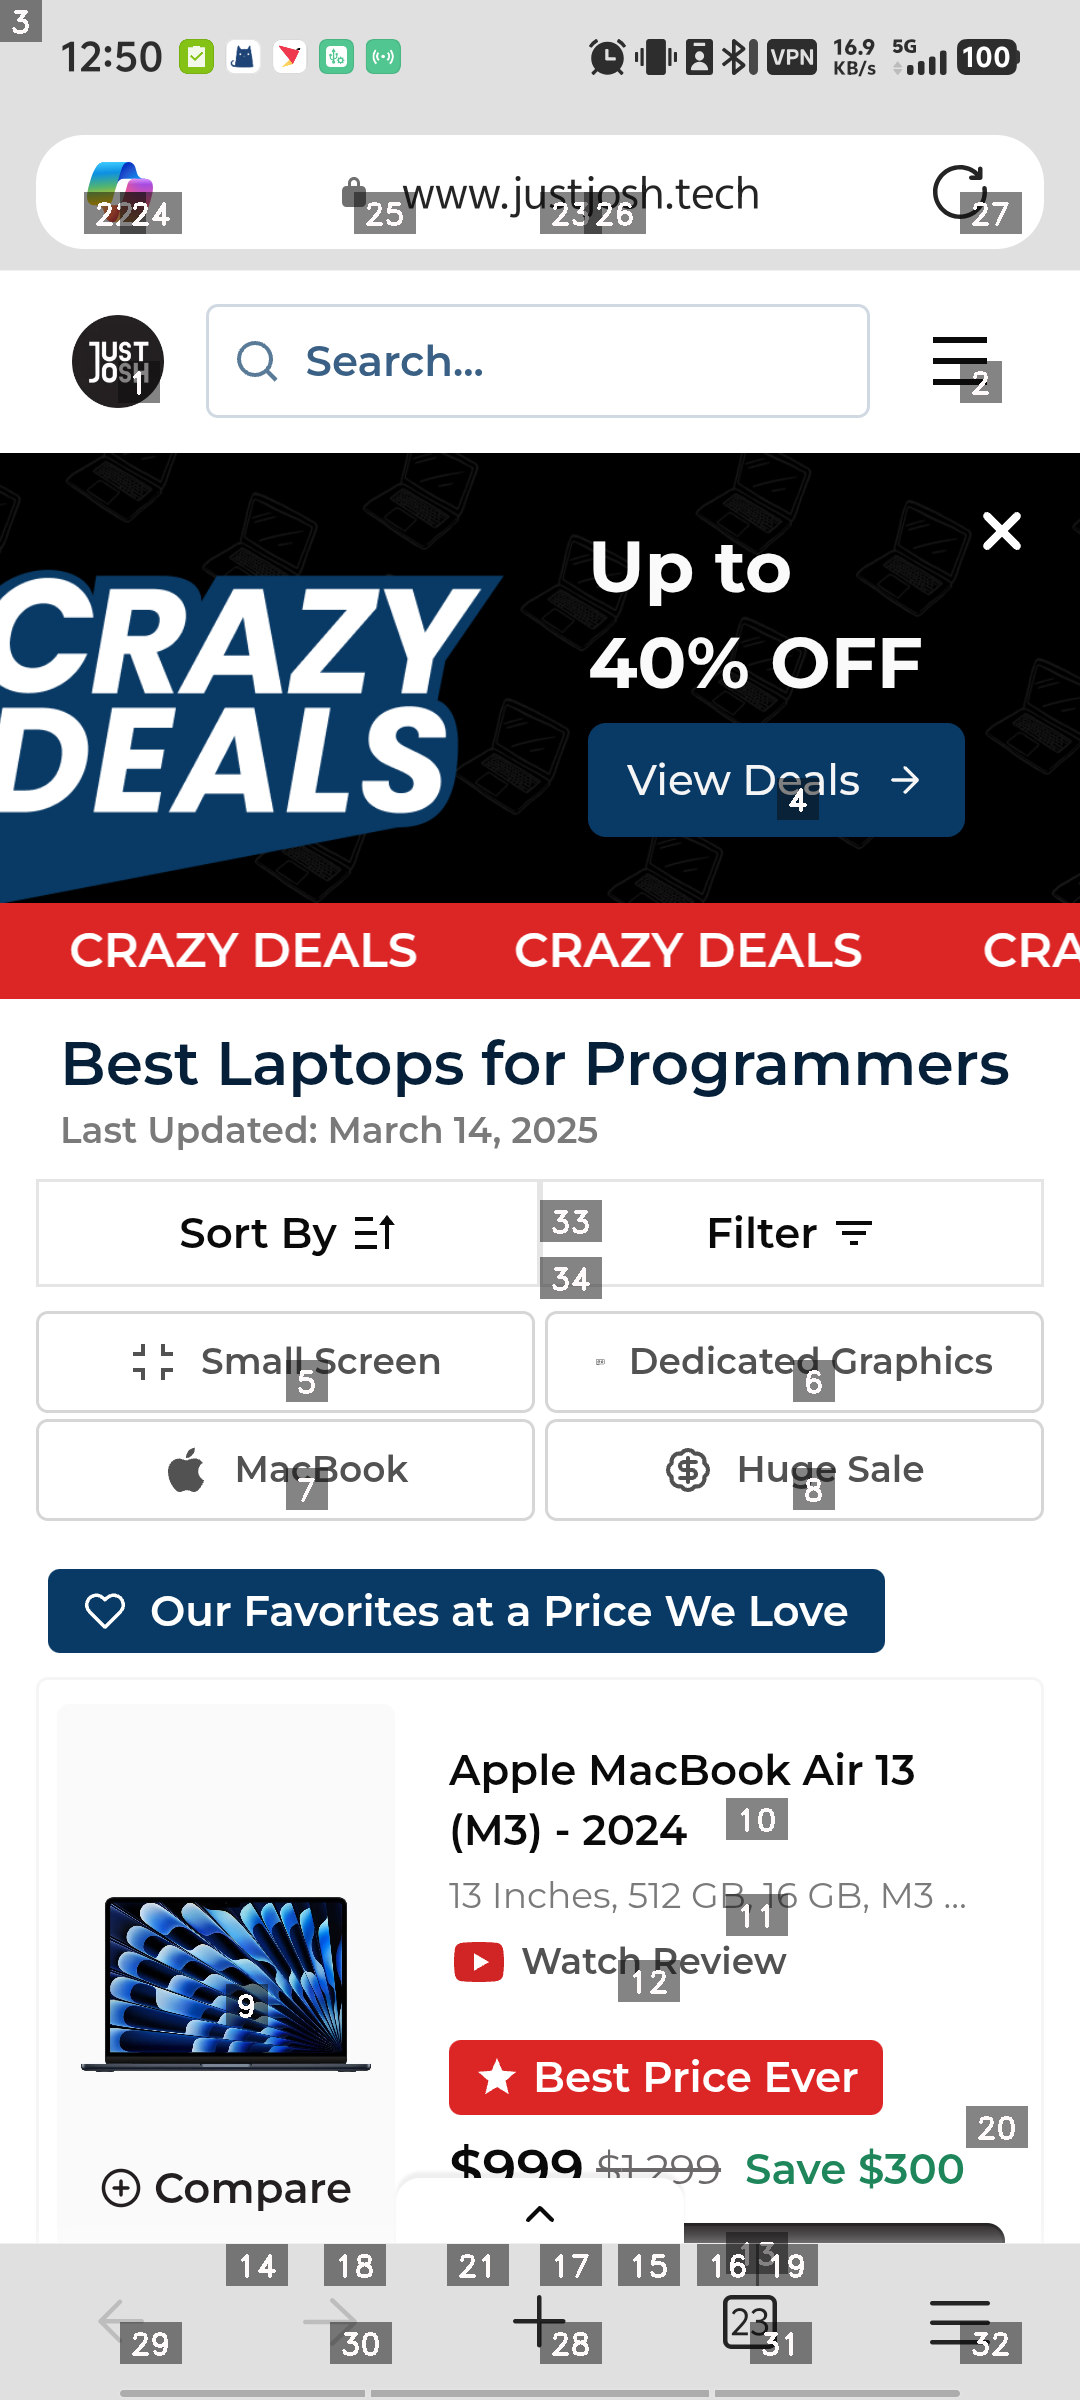 3
12:50
VPN
16.9 KB/s
5G
100
www.justjosh.tech
22 24 25 23 26 27
JUST JOSH
1
Search...
2
CRAZY DEALS
Up to
40% OFF
View Deals
4
CRAZY DEALS CRAZY DEALS CRA
Best Laptops for Programmers
Last Updated: March 14, 2025
Sort By
33
Filter
34
Small Screen
5
Dedicated Graphics
6
MacBook
7
Huge Sale
8
Our Favorites at a Price We Love
Apple MacBook Air 13
(M3) - 2024
10
13 Inches, 512 GB, 16 GB, M3 ...
11
Watch Review
12
9
Best Price Ever
20
$999 $1,299 Save $300
Compare
14 18 21 17 15 16 13 19
23
29 30 28 31 32